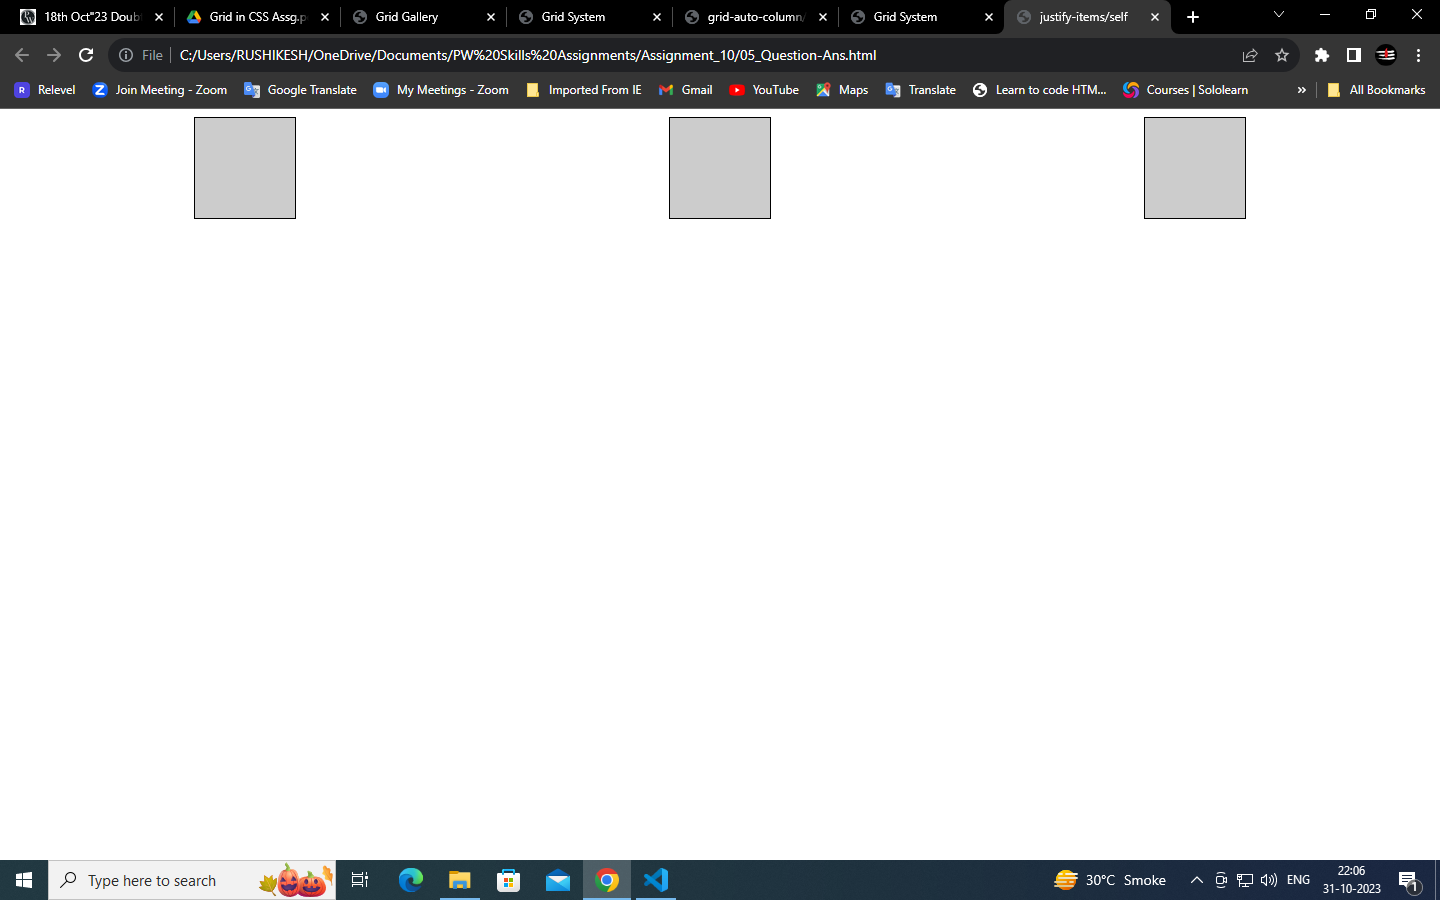 18th Oct"23 Doub
Grid in CSS Assg.p
Grid Gallery
Grid System
grid-auto-column/
Grid System
justify-items/self
File
C:/Users/RUSHIKESH/OneDrive/Documents/PW%20Skills%20Assignments/Assignment_10/05_Question-Ans.html
R Relevel
Z Join Meeting - Zoom
Google Translate
My Meetings - Zoom
Imported From IE
Gmail
YouTube
Maps
Translate
Learn to code HTM...
Courses | Sololearn
»
All Bookmarks
Type here to search
30°C Smoke
ENG
22:06
31-10-2023
1